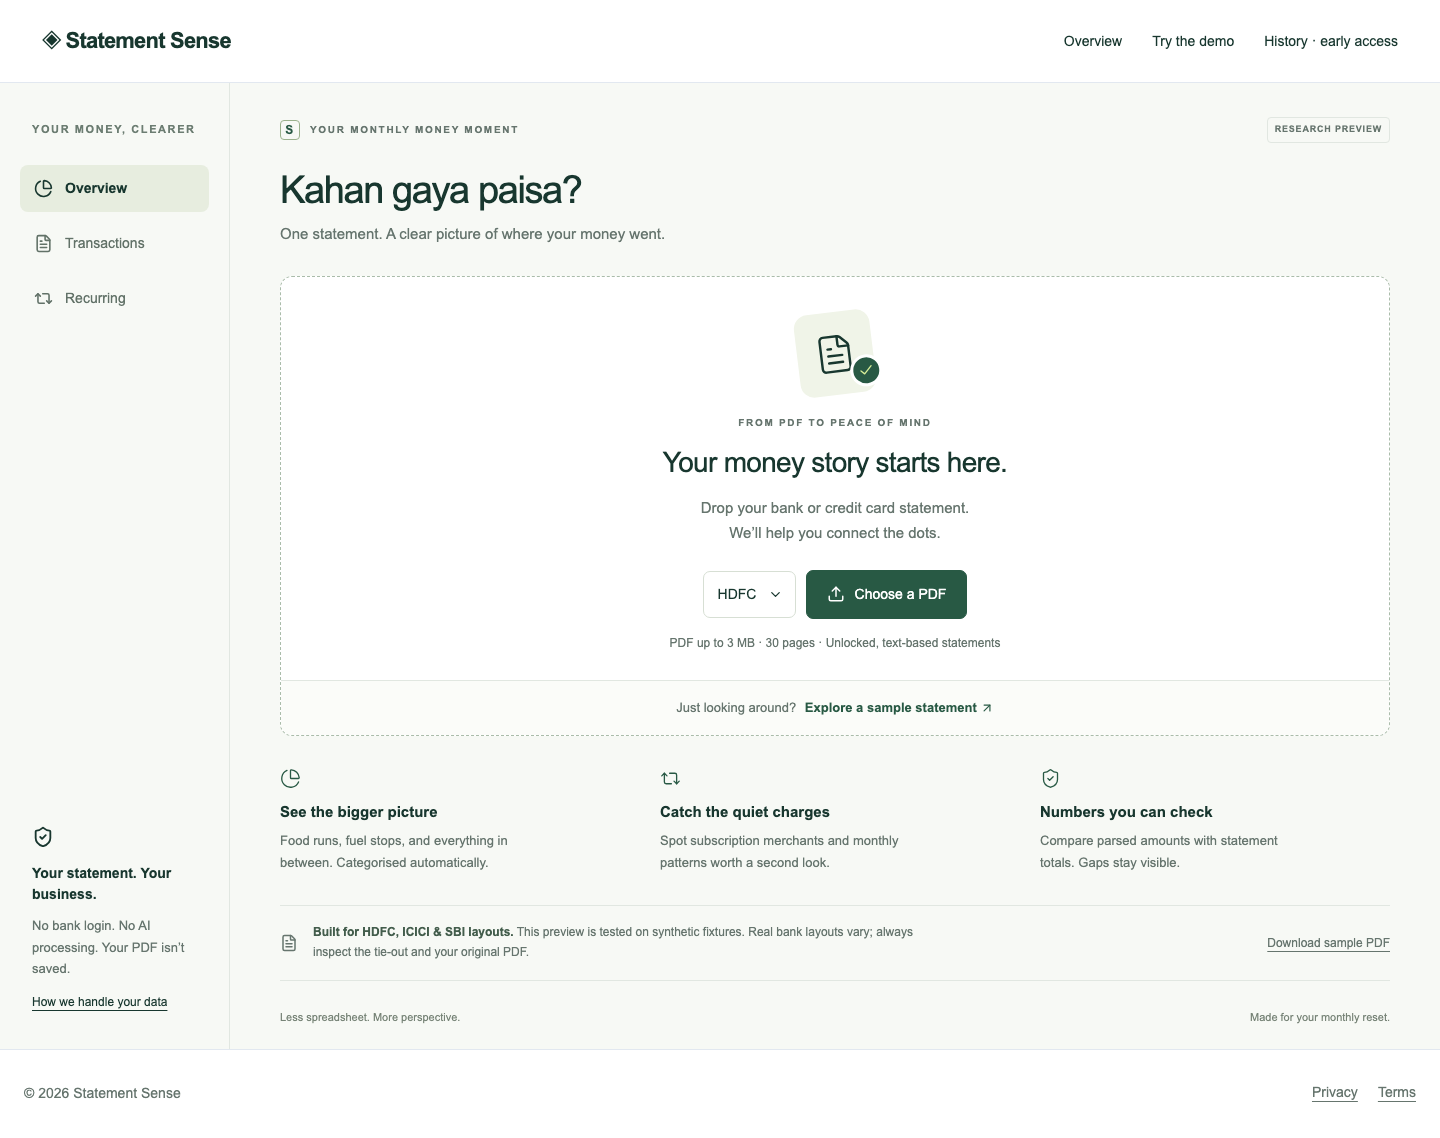 Statement Sense
Overview
Try the demo
History · early access
YOUR MONEY, CLEARER
Overview
Transactions
Recurring
Your statement. Your
business.
No bank login. No AI
processing. Your PDF isn’t
saved.
How we handle your data
S
YOUR MONTHLY MONEY MOMENT
RESEARCH PREVIEW
Kahan gaya paisa?
One statement. A clear picture of where your money went.
FROM PDF TO PEACE OF MIND
Your money story starts here.
Drop your bank or credit card statement.
We’ll help you connect the dots.
HDFC
Choose a PDF
PDF up to 3 MB · 30 pages · Unlocked, text-based statements
Just looking around? Explore a sample statement
See the bigger picture
Food runs, fuel stops, and everything in
between. Categorised automatically.
Catch the quiet charges
Spot subscription merchants and monthly
patterns worth a second look.
Numbers you can check
Compare parsed amounts with statement
totals. Gaps stay visible.
Built for HDFC, ICICI & SBI layouts. This preview is tested on synthetic fixtures. Real bank layouts vary; always
inspect the tie-out and your original PDF.
Download sample PDF
Less spreadsheet. More perspective.
Made for your monthly reset.
© 2026 Statement Sense
Privacy
Terms